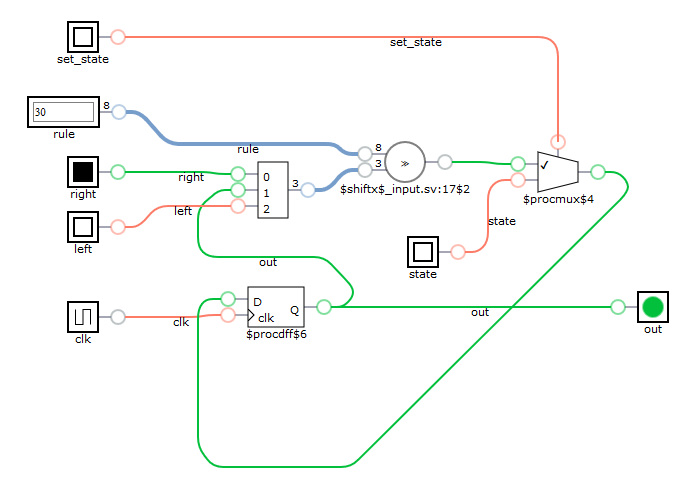 set_state
set_state
30
8
rule
rule
8
3
≫
$shiftx$_input.sv:17$2
✓
$procmux$4
right
right
0
1
2
3
left
left
state
state
out
D
Q
clk
$procdff$6
clk
clk
out
out